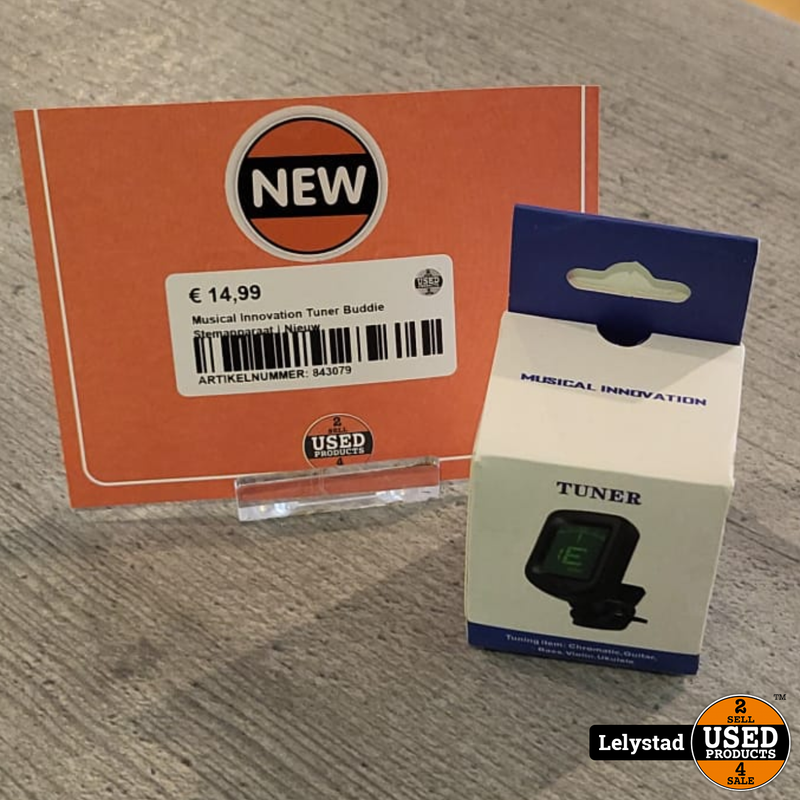 NEW
€ 14,99
USED
Musical Innovation Tuner Buddie
Stemapparaat | Nieuw
ARTIKELNUMMER: 843079
2
SELL
USED
PRODUCTS
4
MUSICAL INNOVATION
TUNER
E
Tuning item: Chromatic, Guitar,
Bass, Violin, Ukulele
Lelystad
2
SELL
USED
PRODUCTS
4
SALE
TM